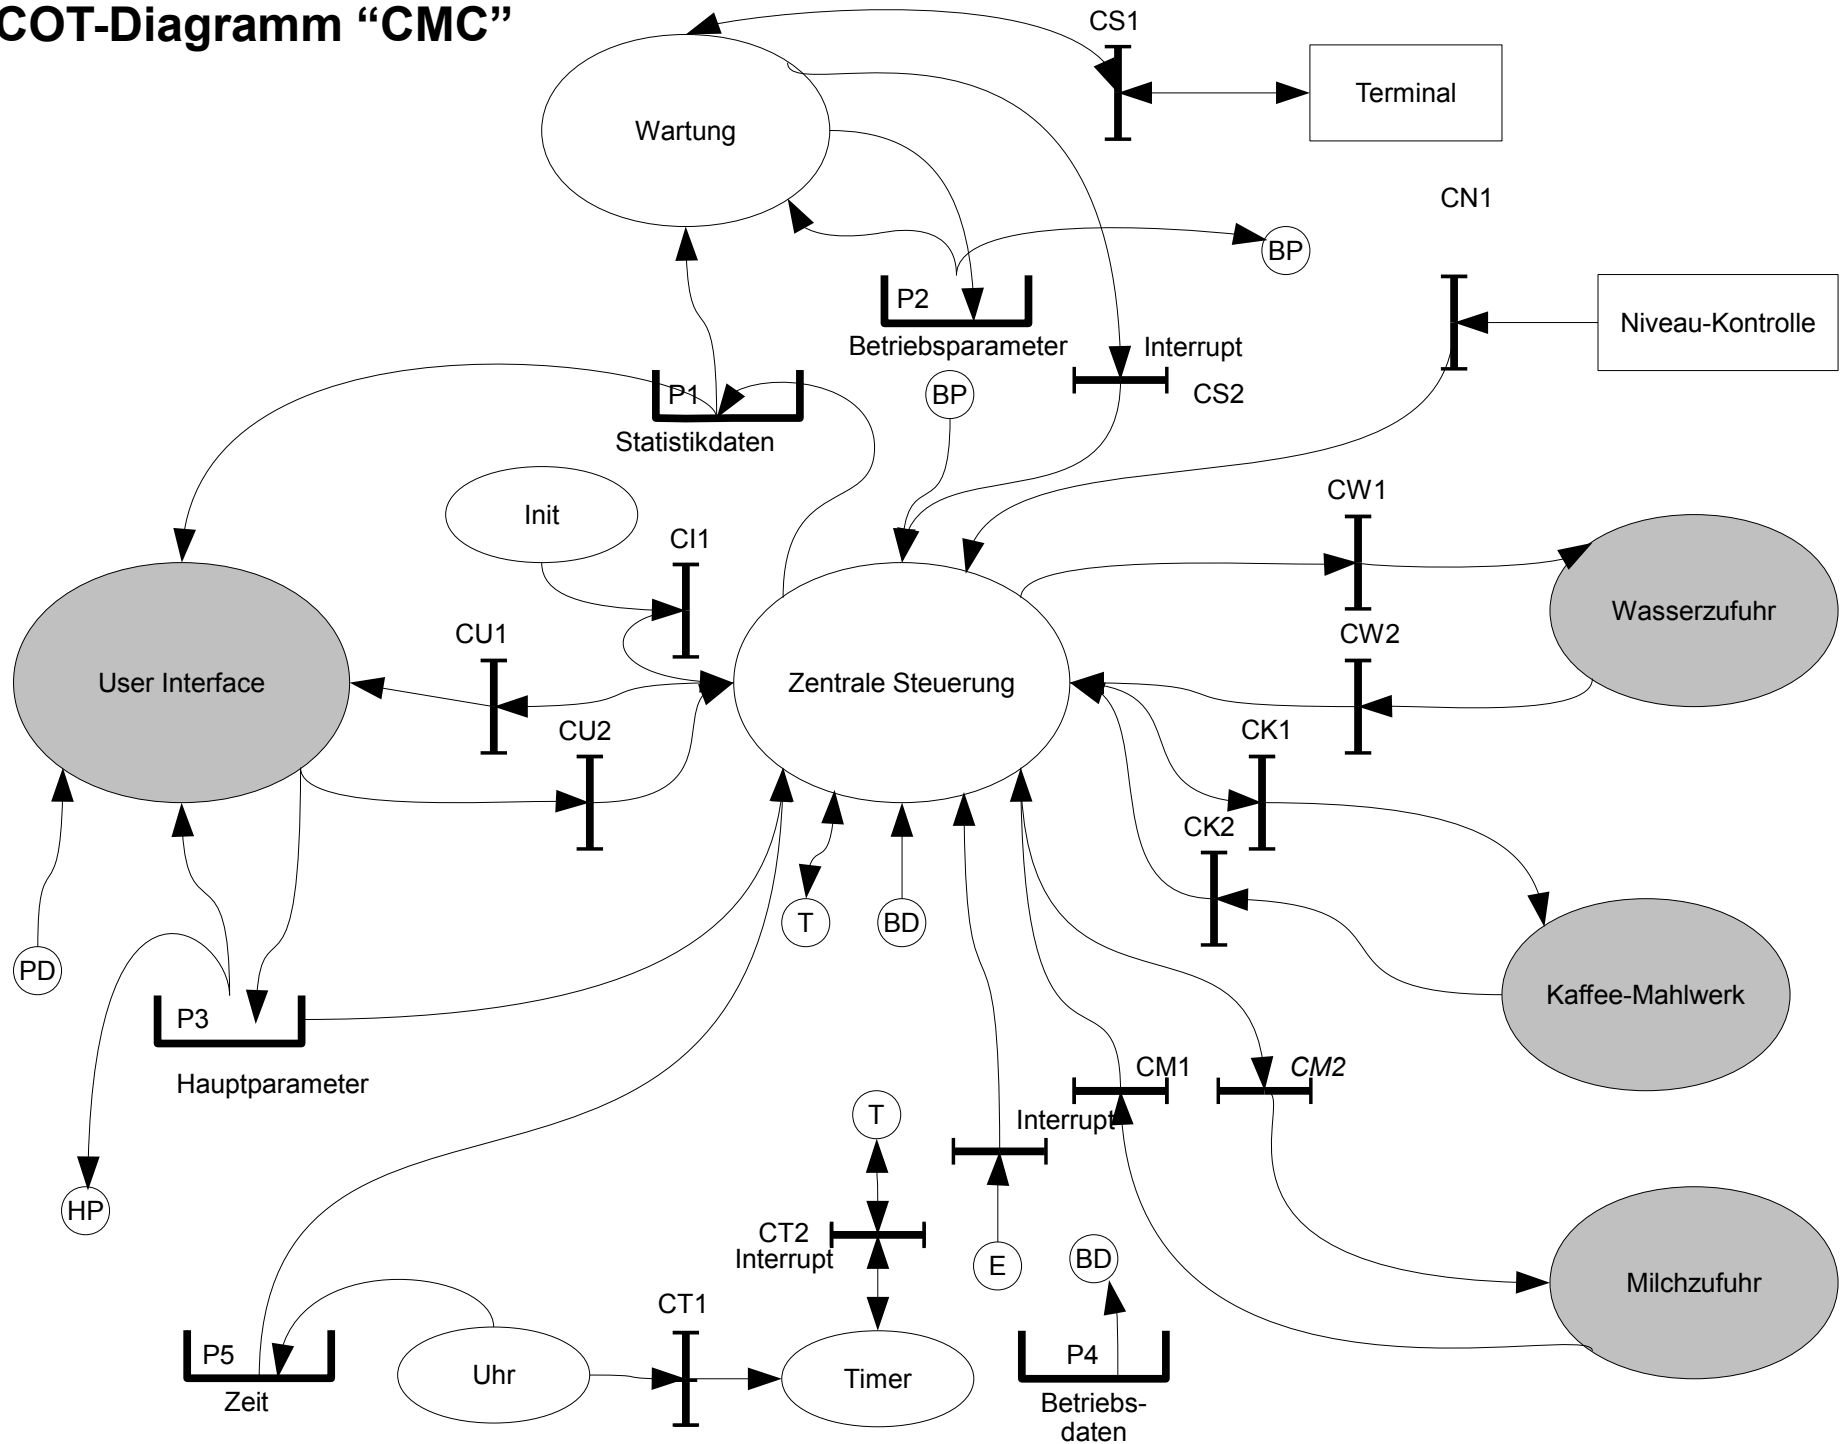 COT-Diagramm “CMC”
CS1
Terminal
Wartung
CN1
BP
P2
Niveau-Kontrolle
Betriebsparameter
Interrupt
BP
CS2
P1
Statistikdaten
Init
CI1
CW1
CU1
Wasserzufuhr
CW2
User Interface
Zentrale Steuerung
CU2
CK1
CK2
T
BD
PD
Kaffee-Mahlwerk
P3
CM1
CM2
Hauptparameter
T
Interrupt
HP
CT2
Interrupt
E
BD
Milchzufuhr
CT1
P5
Uhr
Timer
P4
Zeit
Betriebs-
daten